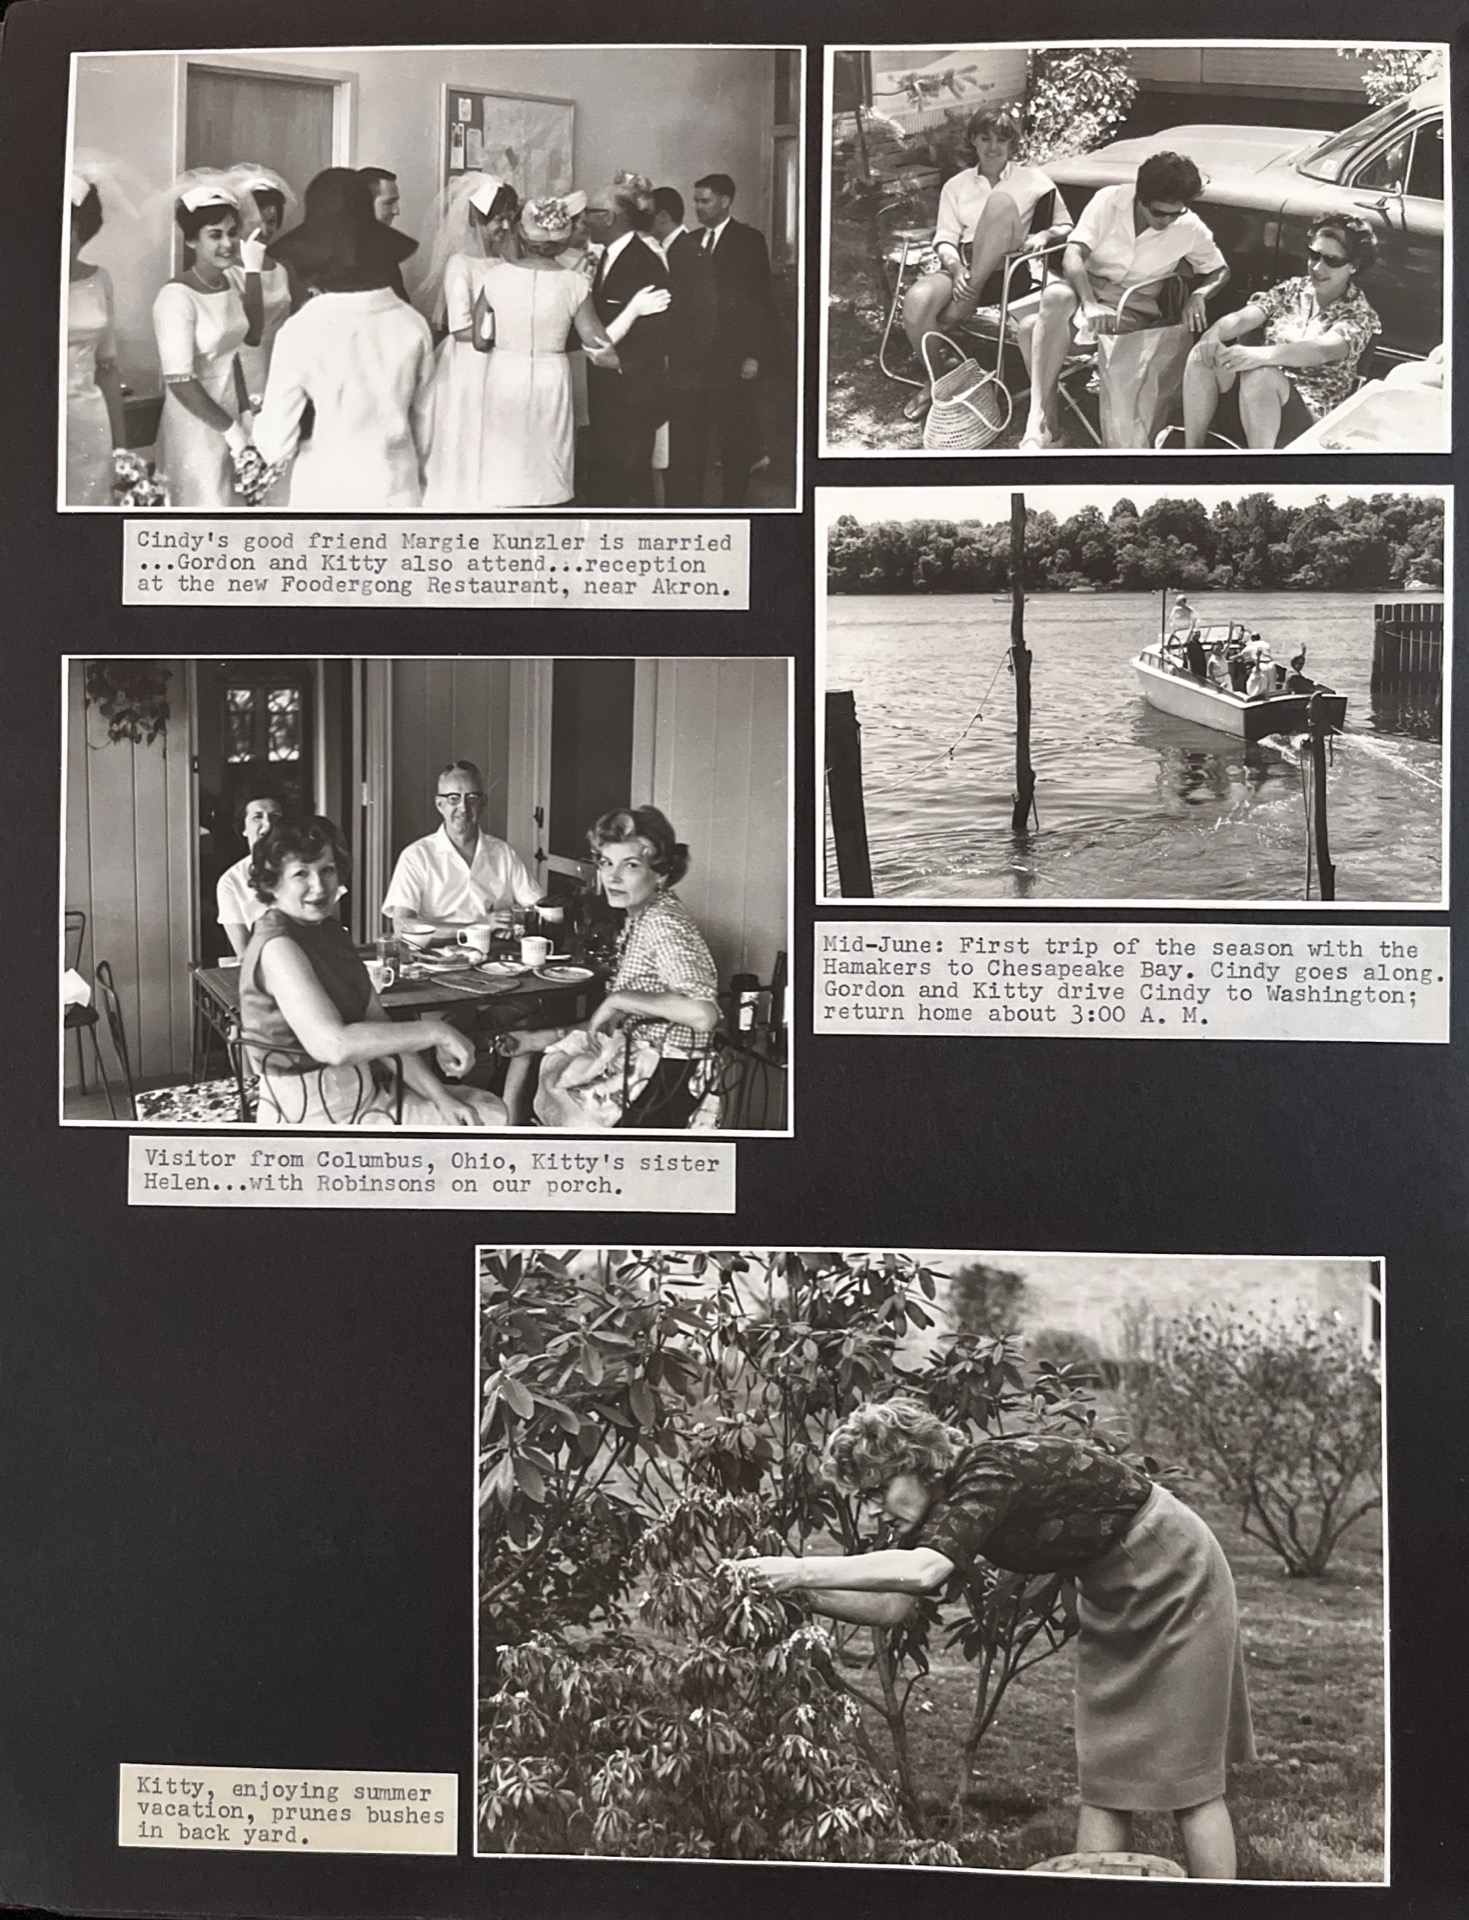 Cindy's good friend Margie Kunzler is married
...Gordon and Kitty also attend...reception
at the new Foodergong Restaurant, near Akron.
Mid-June: First trip of the season with the
Hamakers to Chesapeake Bay. Cindy goes along.
Gordon and Kitty drive Cindy to Washington;
return home about 3:00 A. M.
Visitor from Columbus, Ohio, Kitty's sister
Helen...with Robinsons on our porch.
Kitty, enjoying summer
vacation, prunes bushes
in back yard.